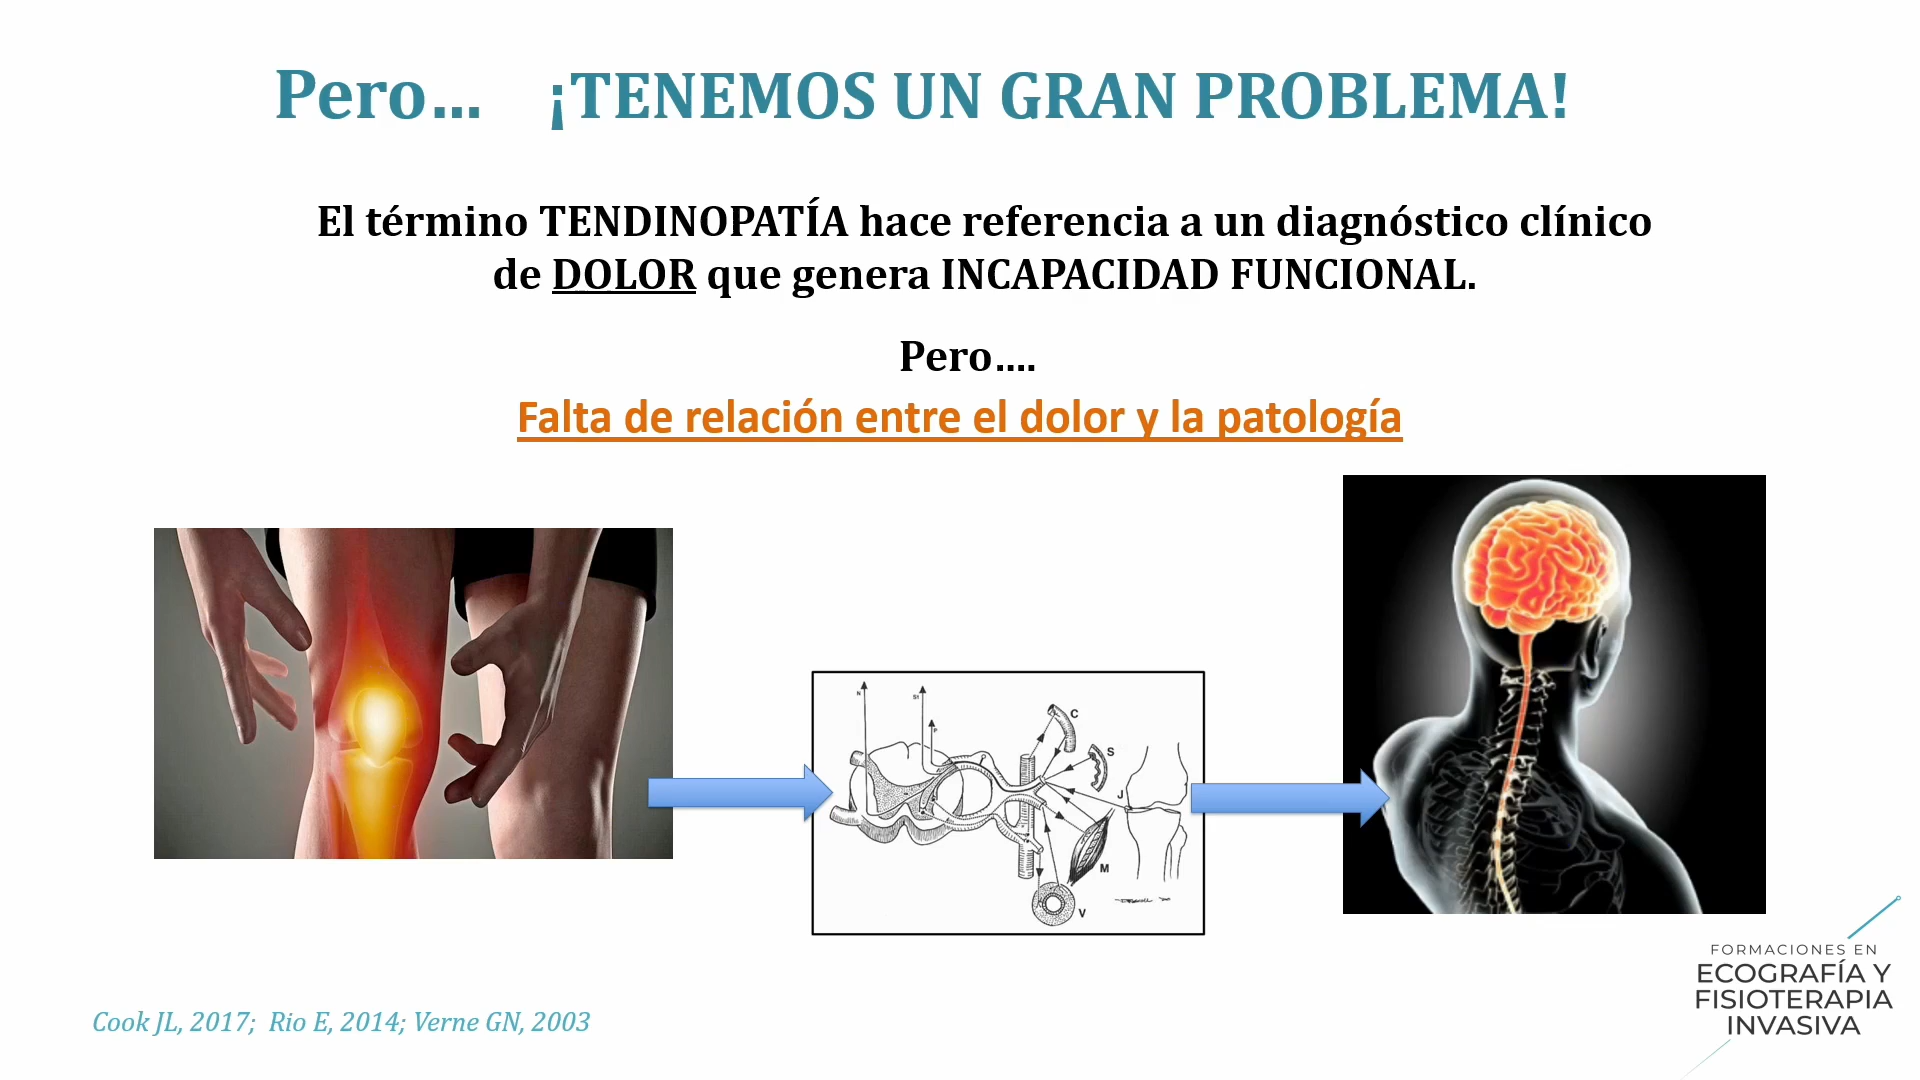 Pero... ¡TENEMOS UN GRAN PROBLEMA!
El término TENDINOPATÍA hace referencia a un diagnóstico clínico
de DOLOR que genera INCAPACIDAD FUNCIONAL.
Pero....
Falta de relación entre el dolor y la patología
N
St
P
C
S
J
M
V
FORMACIONES EN
ECOGRAFÍA Y
FISIOTERAPIA
INVASIVA
Cook JL, 2017; Rio E, 2014; Verne GN, 2003